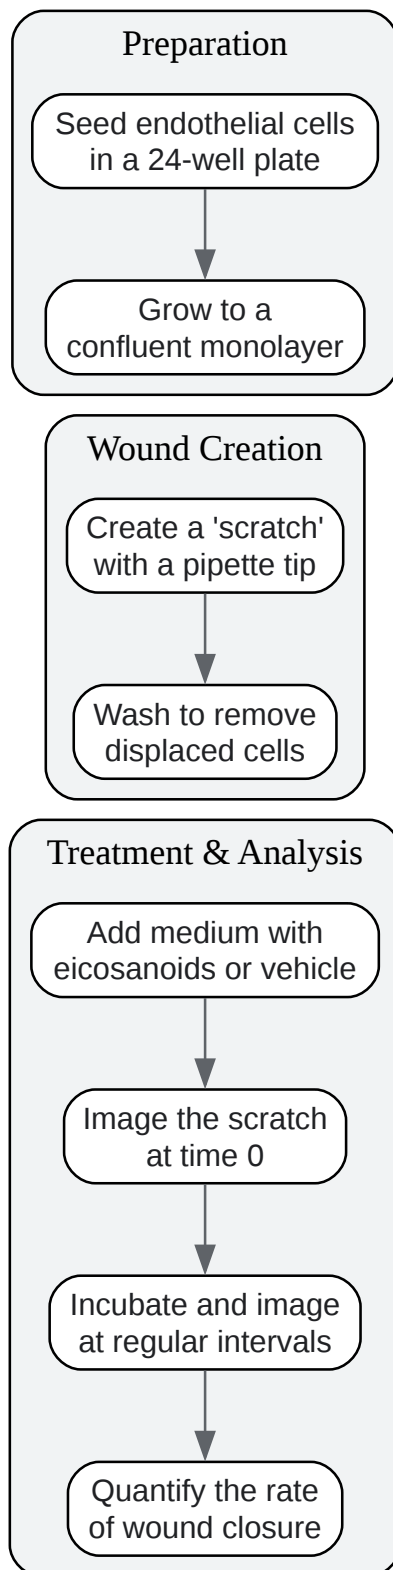 Preparation
Seed endothelial cells
in a 24-well plate
Grow to a
confluent monolayer
Wound Creation
Create a 'scratch'
with a pipette tip
Wash to remove
displaced cells
Treatment & Analysis
Add medium with
eicosanoids or vehicle
Image the scratch
at time 0
Incubate and image
at regular intervals
Quantify the rate
of wound closure